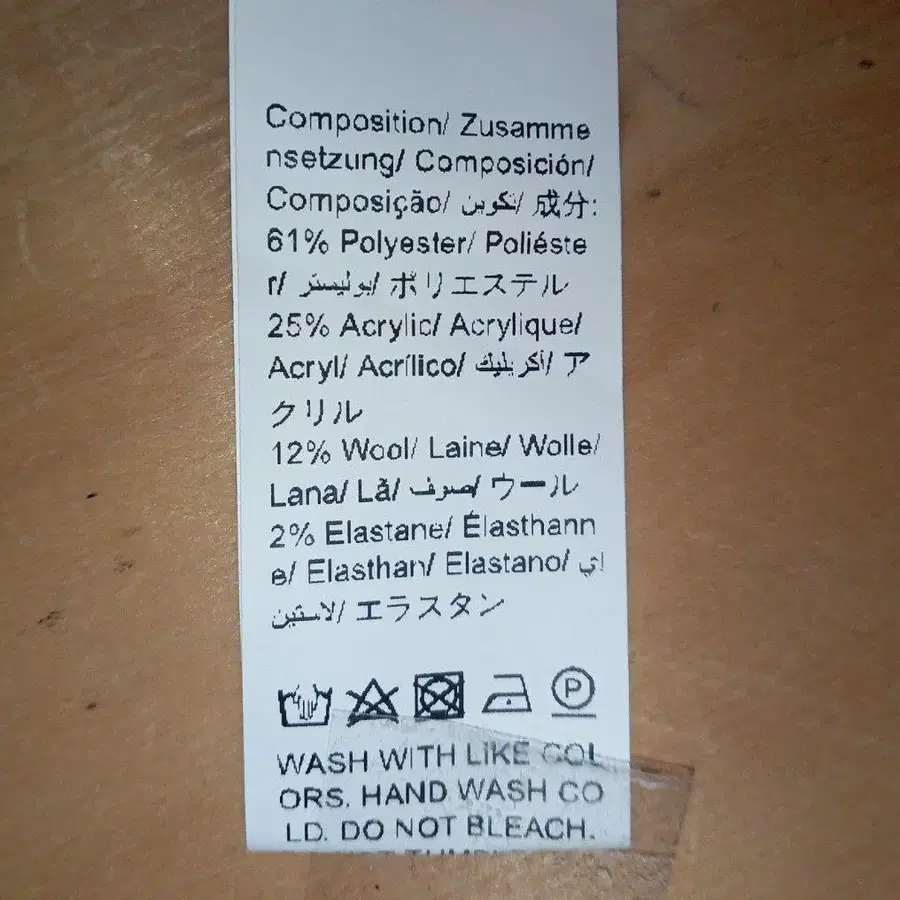 Composition/ Zusamme
nsetzung/ Composición/
Composição/ تكوين/ 成分:
61% Polyester/ Polièste
r/ بوليستر/ ポリエステル
25% Acrylic/ Acrylique/
Acryl/ Acrílico/ أكريليك/ ア
クリル
12% Wool/ Laine/ Wolle/
Lana/ Lã/ صوف/ ウール
2% Elastane/ Élasthann
e/ Elasthan/ Elastano/ إي
لاستين/ エラスタン
P
WASH WITH LIKE COL
ORS. HAND WASH CO
LD. DO NOT BLEACH.